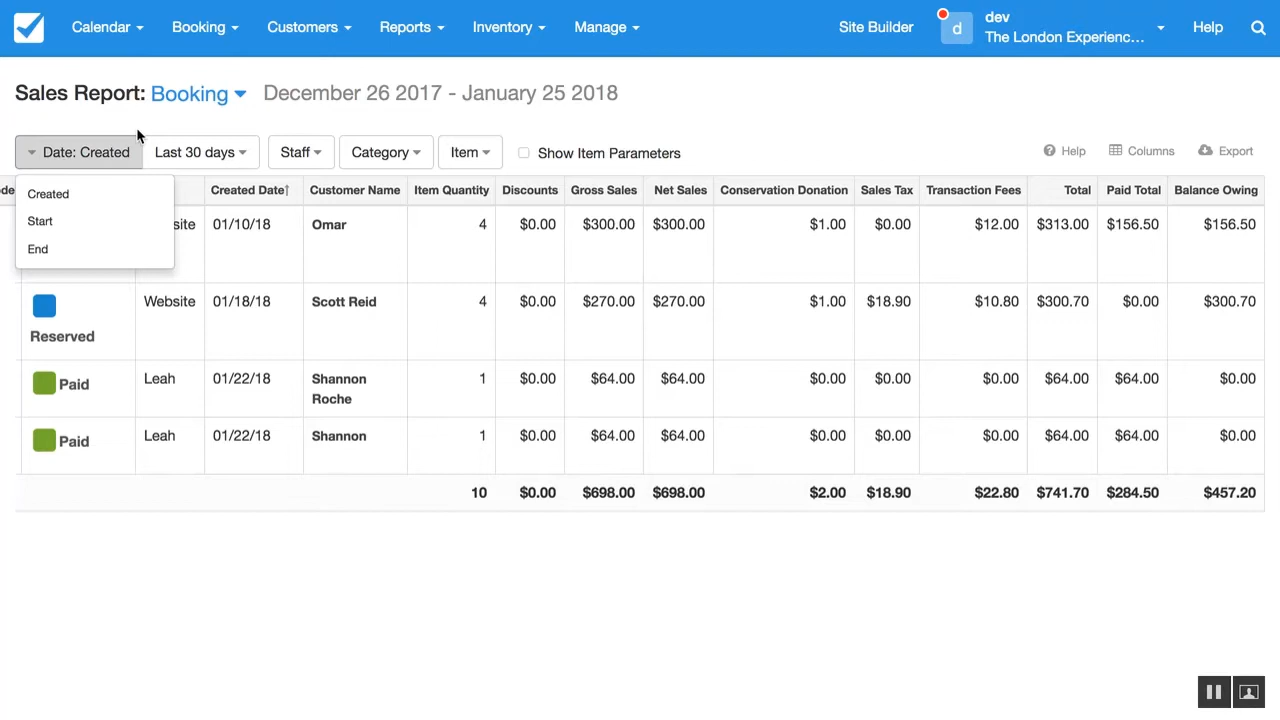 Calendar Booking Customers Reports Inventory Manage Site Builder d dev Help
The London Experienc...
Sales Report: Booking December 26 2017 - January 25 2018
Date: Created Last 30 days Staff Category Item Show Item Parameters Help Columns Export
Created Date Customer Name Item Quantity Discounts Gross Sales Net Sales Conservation Donation Sales Tax Transaction Fees Total Paid Total Balance Owing
Created
Start
End
01/10/18 Omar 4 $0.00 $300.00 $300.00 $1.00 $0.00 $12.00 $313.00 $156.50 $156.50
Website 01/18/18 Scott Reid 4 $0.00 $270.00 $270.00 $1.00 $18.90 $10.80 $300.70 $0.00 $300.70
Reserved
Paid Leah 01/22/18 Shannon 1 $0.00 $64.00 $64.00 $0.00 $0.00 $0.00 $64.00 $64.00 $0.00
Roche
Paid Leah 01/22/18 Shannon 1 $0.00 $64.00 $64.00 $0.00 $0.00 $0.00 $64.00 $64.00 $0.00
10 $0.00 $698.00 $698.00 $2.00 $18.90 $22.80 $741.70 $284.50 $457.20